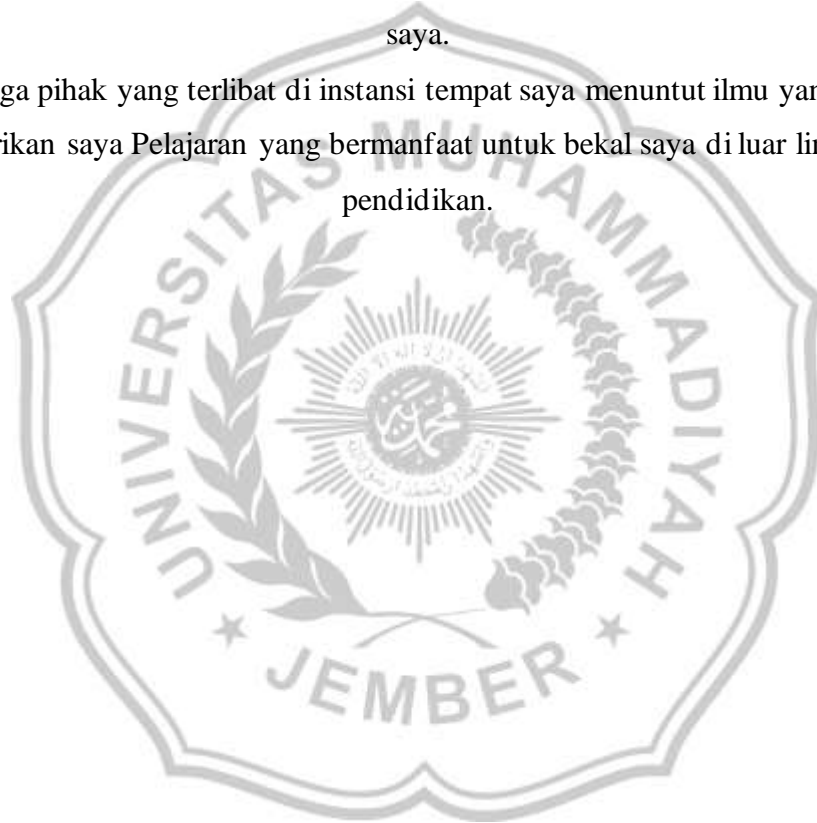 saya.
ga pihak yang terlibat di instansi tempat saya menuntut ilmu yan
rikan saya Pelajaran yang bermanfaat untuk bekal saya di luar lin
pendidikan.
UNIVERSITAS MUHAMMADIYAH
JEMBER
محمد